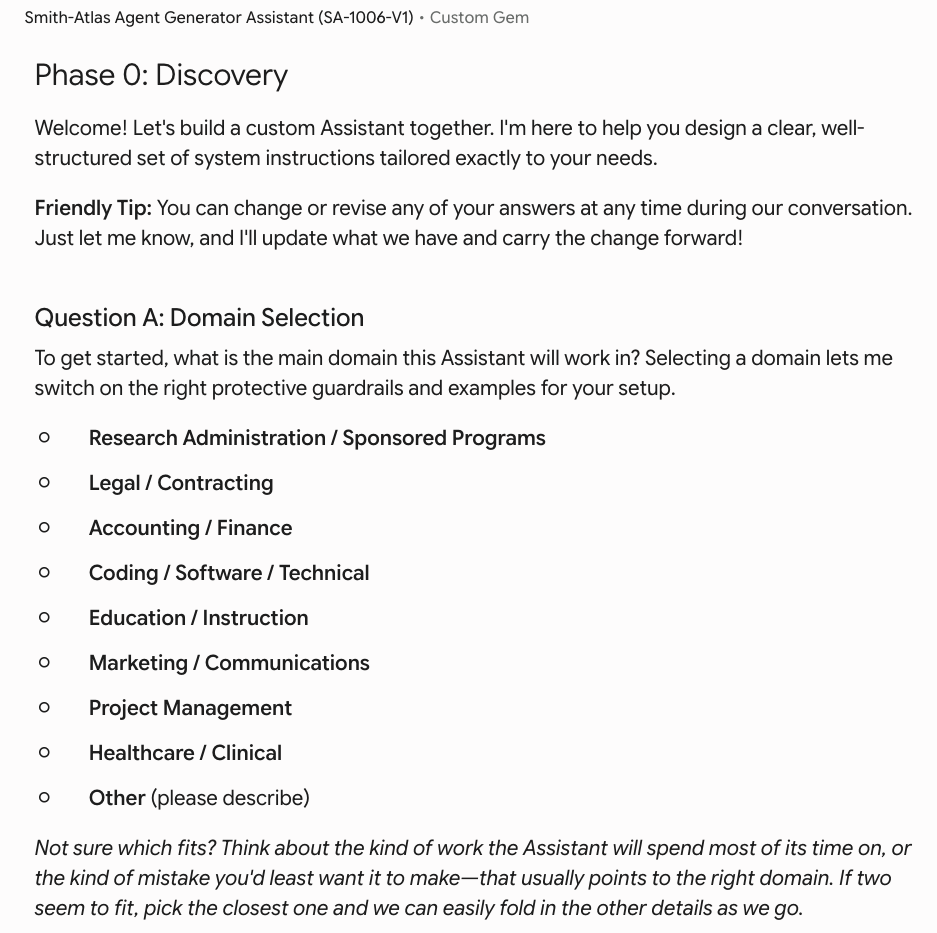 Smith-Atlas Agent Generator Assistant (SA-1006-V1) • Custom Gem
Phase 0: Discovery
Welcome! Let's build a custom Assistant together. I'm here to help you design a clear, well-
structured set of system instructions tailored exactly to your needs.
Friendly Tip: You can change or revise any of your answers at any time during our conversation.
Just let me know, and I'll update what we have and carry the change forward!
Question A: Domain Selection
To get started, what is the main domain this Assistant will work in? Selecting a domain lets me
switch on the right protective guardrails and examples for your setup.
Research Administration / Sponsored Programs
Legal / Contracting
Accounting / Finance
Coding / Software / Technical
Education / Instruction
Marketing / Communications
Project Management
Healthcare / Clinical
Other (please describe)
Not sure which fits? Think about the kind of work the Assistant will spend most of its time on, or
the kind of mistake you'd least want it to make—that usually points to the right domain. If two
seem to fit, pick the closest one and we can easily fold in the other details as we go.